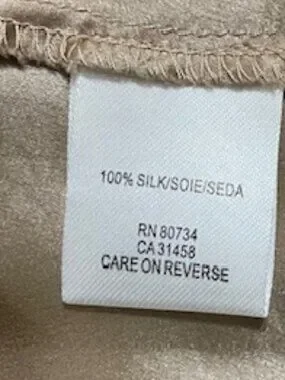 100% SILK/SOIE/SEDA
RN 80734
CA 31458
CARE ON REVERSE